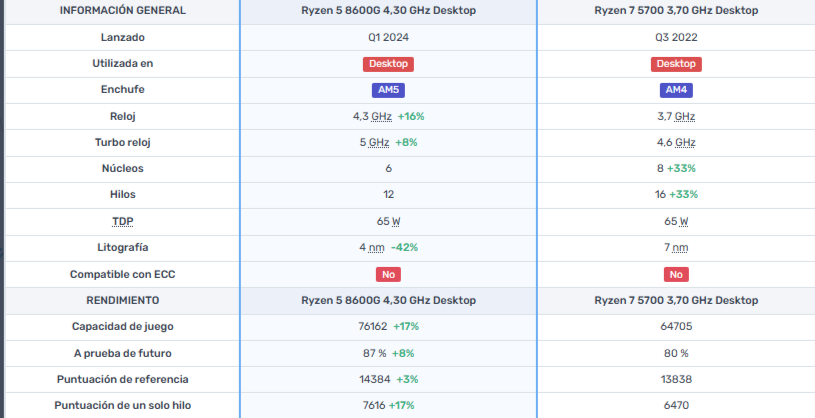 INFORMACIÓN GENERAL Ryzen 5 8600G 4,30 GHz Desktop Ryzen 7 5700 3,70 GHz Desktop
Lanzado Q1 2024 Q3 2022
Utilizada en Desktop Desktop
Enchufe AM5 AM4
Reloj 4,3 GHz +16% 3,7 GHz
Turbo reloj 5 GHz +8% 4,6 GHz
Núcleos 6 8 +33%
Hilos 12 16 +33%
TDP 65 W 65 W
Litografía 4 nm -42% 7 nm
Compatible con ECC No No
RENDIMIENTO Ryzen 5 8600G 4,30 GHz Desktop Ryzen 7 5700 3,70 GHz Desktop
Capacidad de juego 76162 +17% 64705
A prueba de futuro 87 % +8% 80 %
Puntuación de referencia 14384 +3% 13838
Puntuación de un solo hilo 7616 +17% 6470